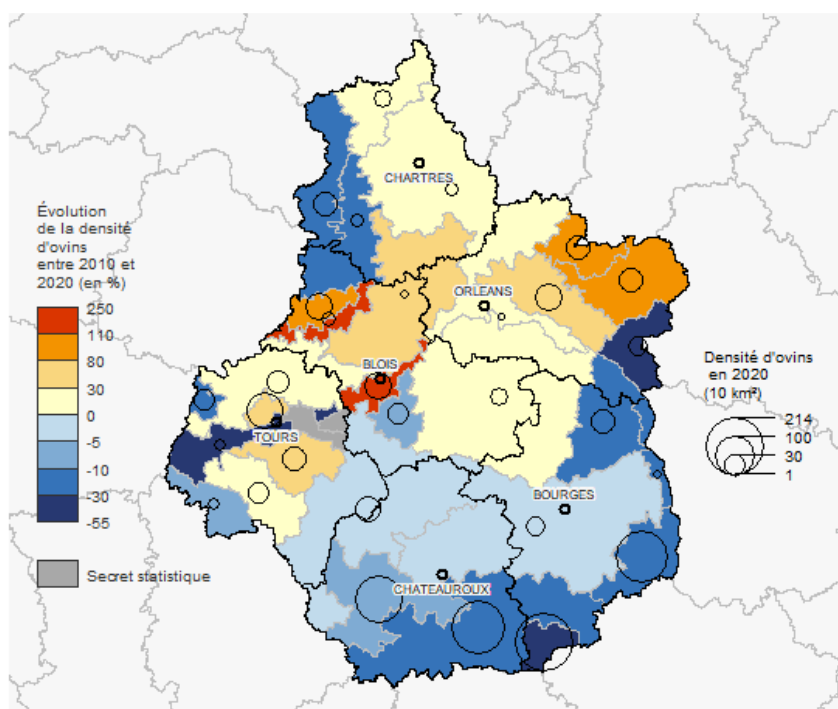 CHARTRES
ORLEANS
BLOIS
TOURS
BOURGES
CHATEAUROUX
Évolution
de la densité
d'ovins
entre 2010 et
2020 (en %)
250
110
80
30
0
-5
-10
-30
-55
Secret statistique
Densité d'ovins
en 2020
(10 km²)
214
100
30
1